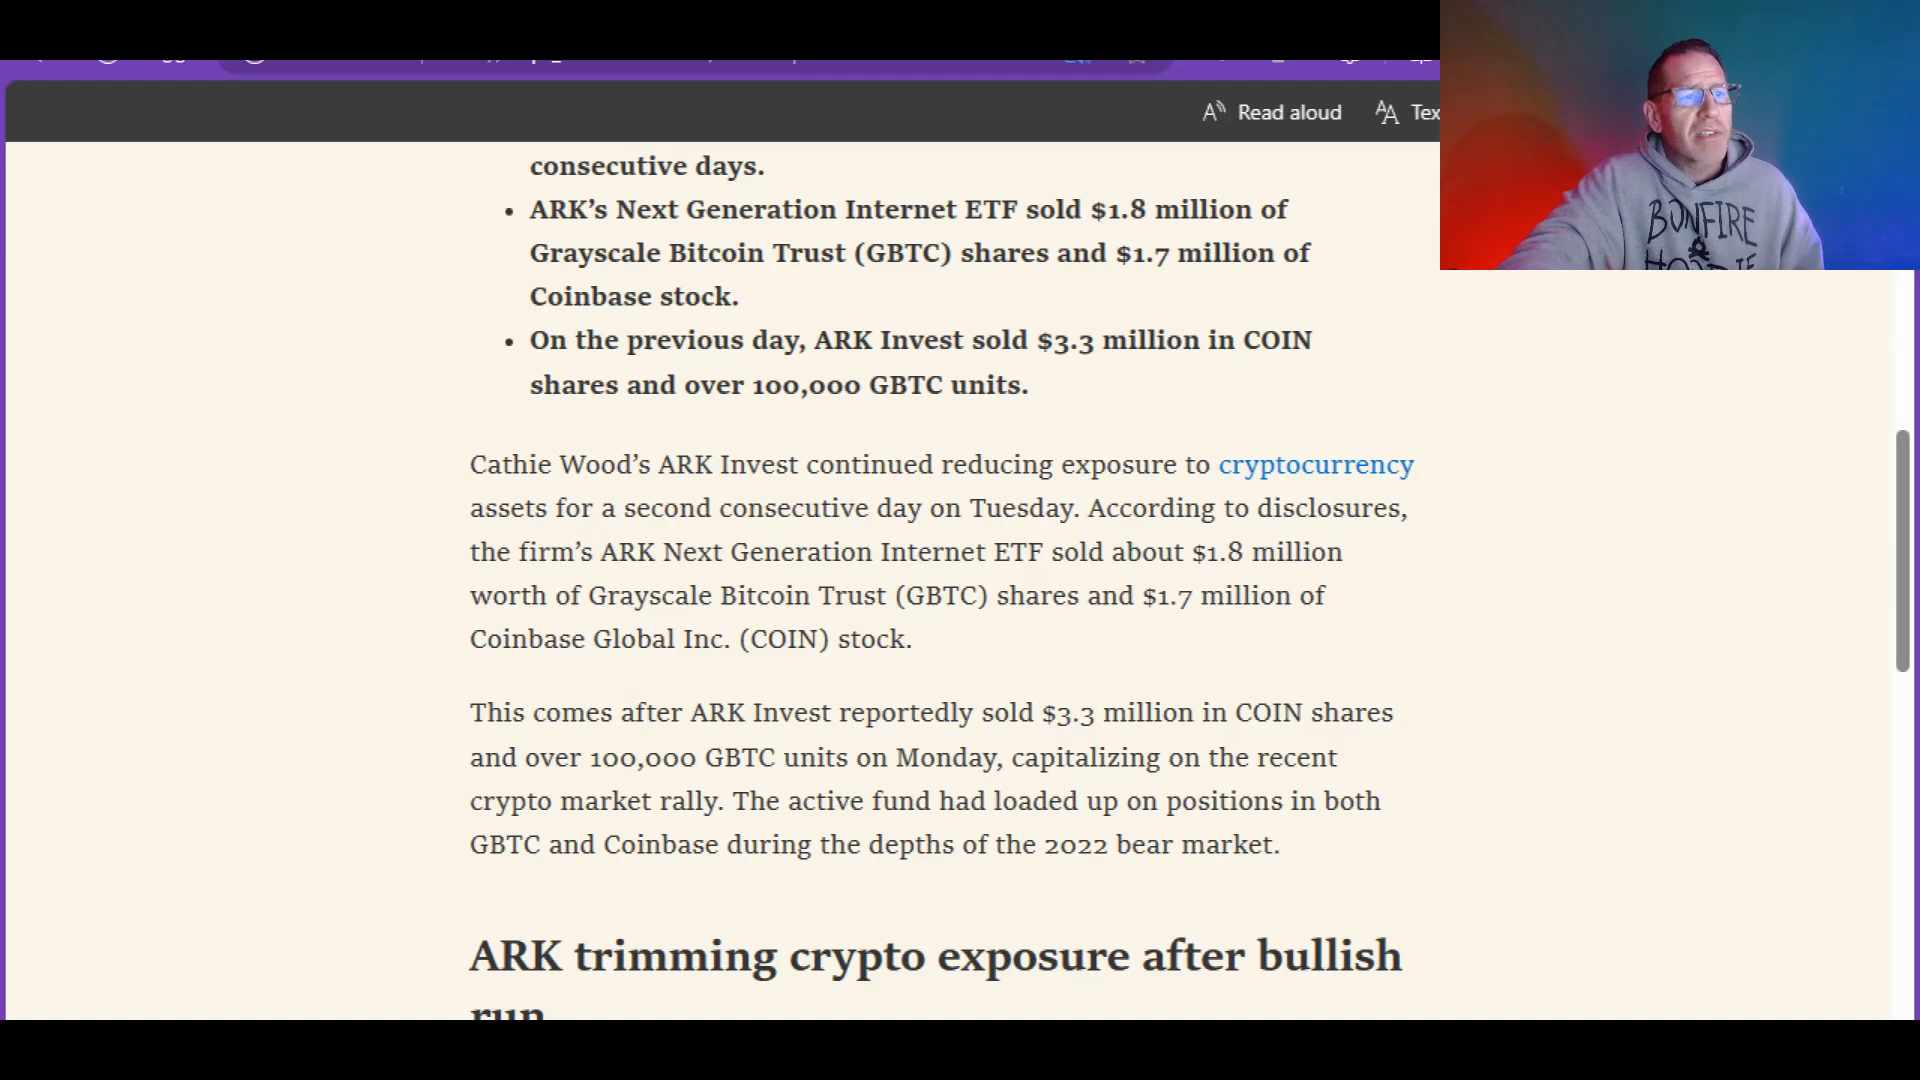 Read aloud
Tex
consecutive days.
• ARK’s Next Generation Internet ETF sold $1.8 million of
Grayscale Bitcoin Trust (GBTC) shares and $1.7 million of
Coinbase stock.
• On the previous day, ARK Invest sold $3.3 million in COIN
shares and over 100,000 GBTC units.
Cathie Wood’s ARK Invest continued reducing exposure to cryptocurrency
assets for a second consecutive day on Tuesday. According to disclosures,
the firm’s ARK Next Generation Internet ETF sold about $1.8 million
worth of Grayscale Bitcoin Trust (GBTC) shares and $1.7 million of
Coinbase Global Inc. (COIN) stock.
This comes after ARK Invest reportedly sold $3.3 million in COIN shares
and over 100,000 GBTC units on Monday, capitalizing on the recent
crypto market rally. The active fund had loaded up on positions in both
GBTC and Coinbase during the depths of the 2022 bear market.
ARK trimming crypto exposure after bullish
run
BONFIRE
HOODIE